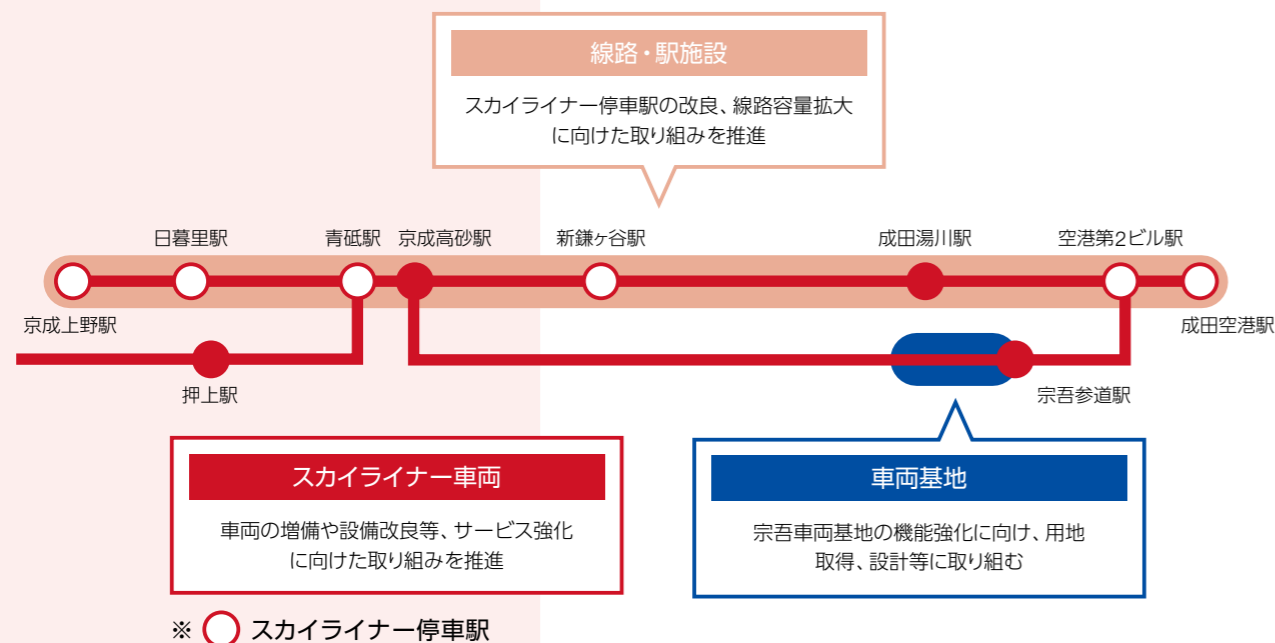 線路・駅施設
スカイライナー停車駅の改良、線路容量拡大
に向けた取り組みを推進
日暮里駅
青砥駅
京成高砂駅
新鎌ヶ谷駅
成田湯川駅
空港第2ビル駅
京成上野駅
成田空港駅
押上駅
宗吾参道駅
スカイライナー車両
車両の増備や設備改良等、サービス強化
に向けた取り組みを推進
車両基地
宗吾車両基地の機能強化に向け、用地
取得、設計等に取り組む
※ スカイライナー停車駅